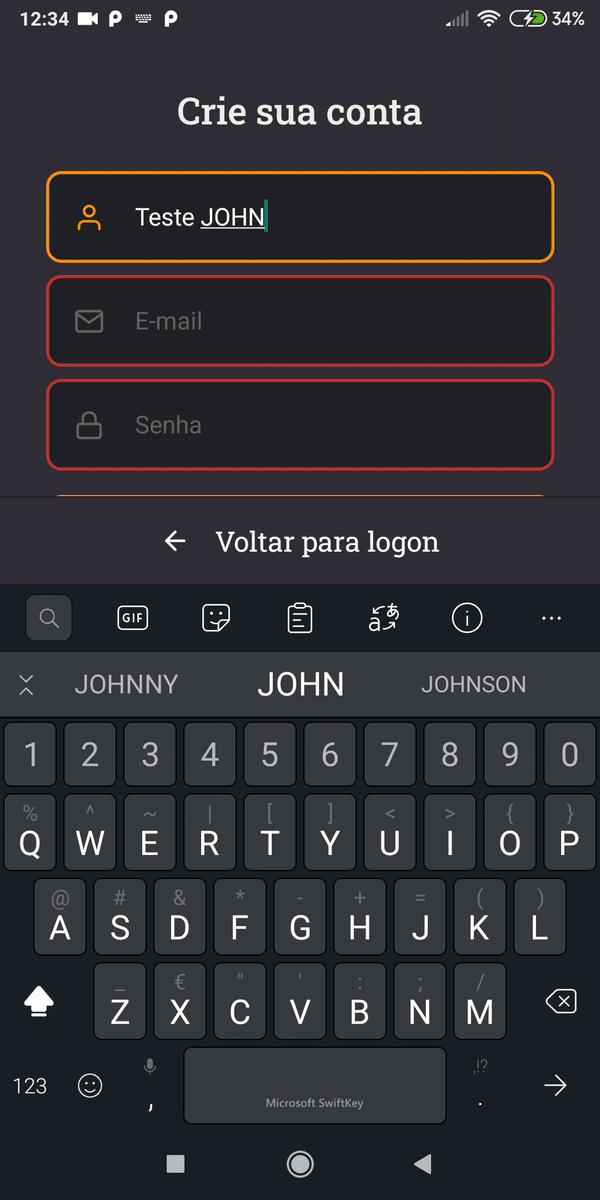 12:34 34%
Crie sua conta
Teste JOHN
E-mail
Senha
Voltar para logon
GIF
JOHNNY JOHN JOHNSON
1 2 3 4 5 6 7 8 9 0
% ^ ~ | [ ] < > { }
Q W E R T Y U I O P
@ # & * - + = ( )
A S D F G H J K L
_ € " ' : ; /
Z X C V B N M
,!?
123 , Microsoft SwiftKey .